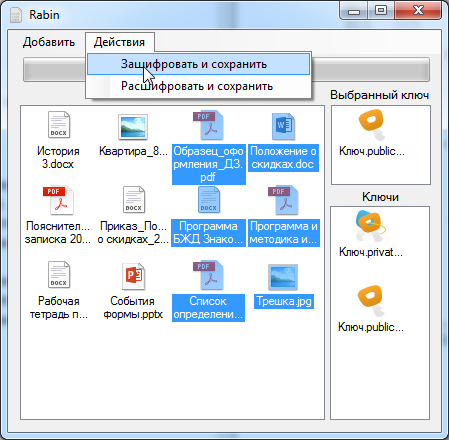 Rabin
Добавить Действия
Зашифровать и сохранить
Расшифровать и сохранить
Выбранный ключ
DOCX
История
3.docx
Квартира_8...
PDF
Образец_офо
рмления_ДЗ.
pdf
Положение о
скидках.doc
Ключ.public...
PDF
Пояснител...
записка 20...
DOCX
Приказ_По...
о скидках_2...
DOCX
Программа
БЖД Знако...
PDF
Программа и
методика и...
Ключи
Ключ.privat...
DOCX
Рабочая
тетрадь п...
События
формы.pptx
PDF
Список
определени...
Трешка.jpg
Ключ.public...